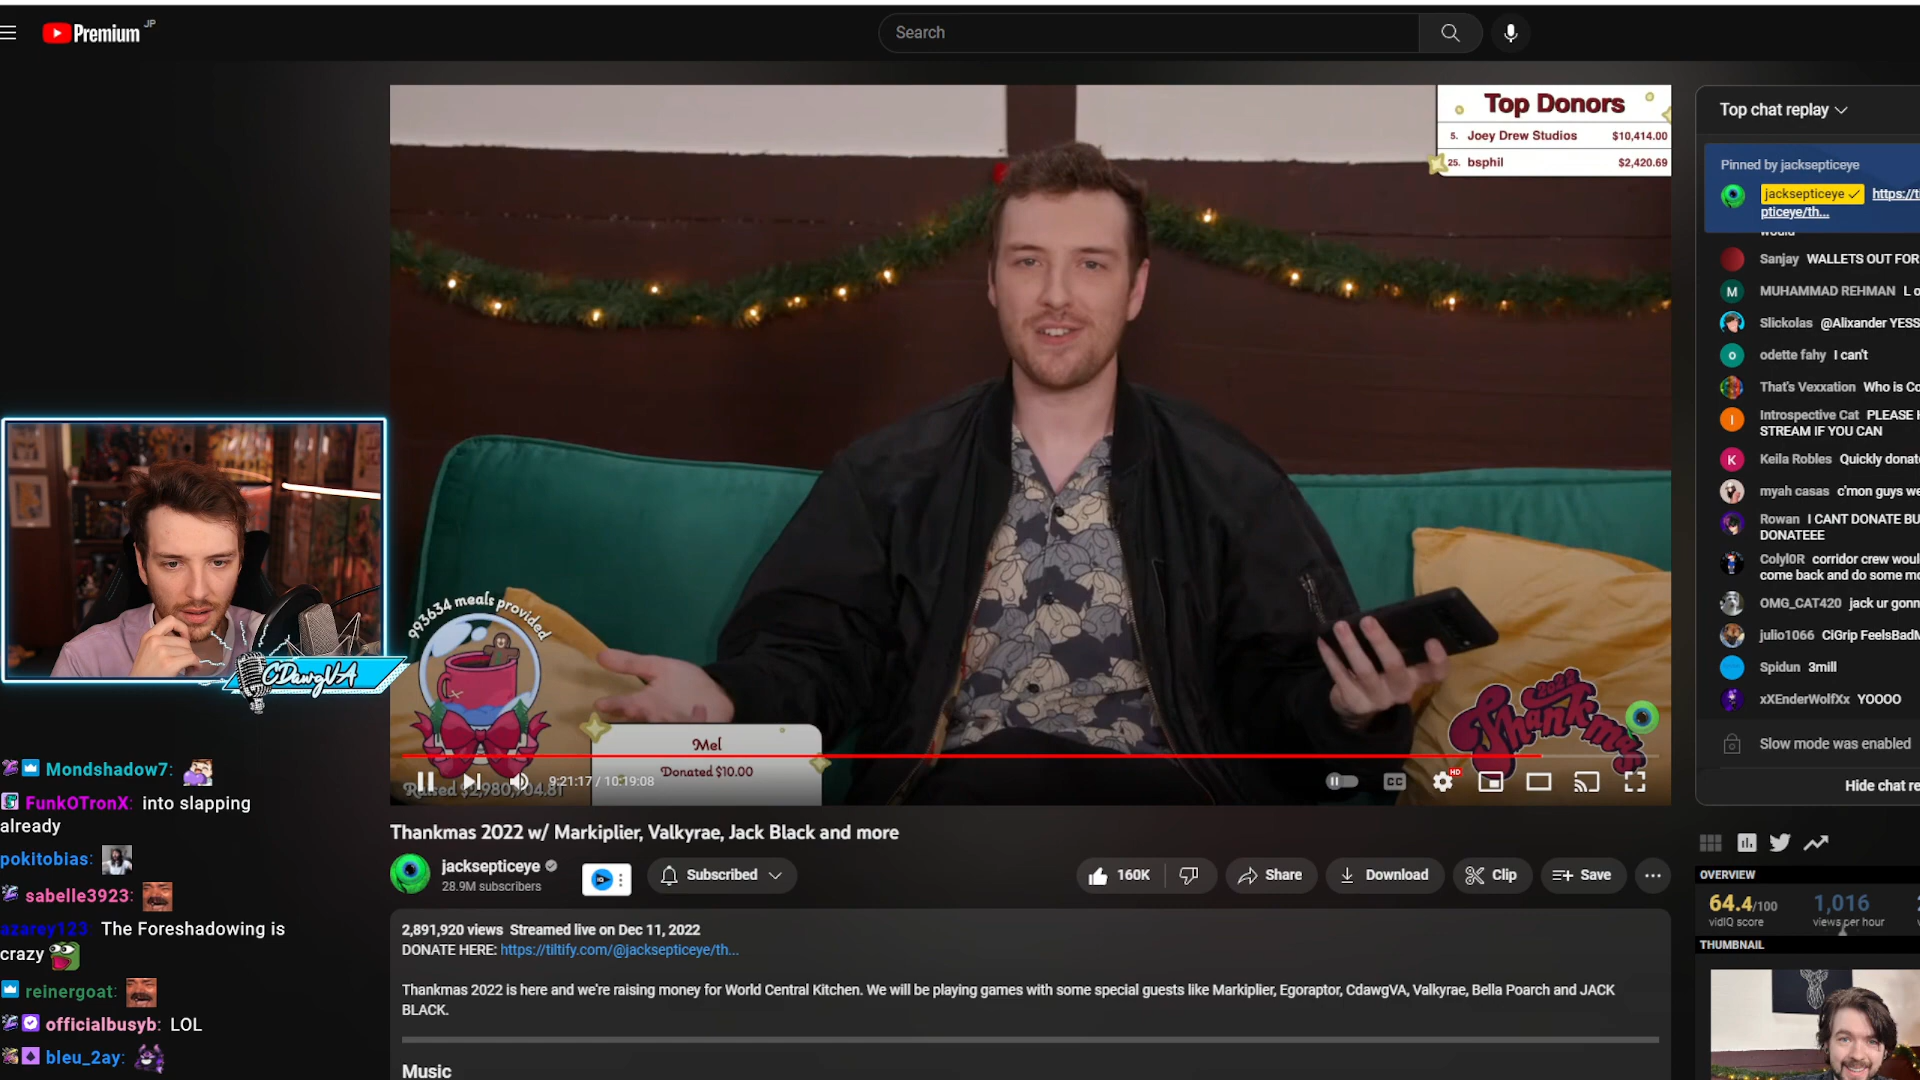 Premium JP
Search
Top Donors
5. Joey Drew Studios $10,414.00
25. bsphil $2,420.69
993634 meals provided
Mel
Donated $10.00
2022
Thankmas
9:21:17 / 10:19:08
CC
HD
CDawgVA
Mondshadow7:
FunkOTronX: into slapping
already
pokitobias:
sabelle3923:
azarey123: The Foreshadowing is
crazy
reinergoat:
officialbusyb: LOL
bleu_2ay:
Thankmas 2022 w/ Markiplier, Valkyrae, Jack Black and more
jacksepticeye
28.9M subscribers
Subscribed
160K
Share
Download
Clip
Save
2,891,920 views Streamed live on Dec 11, 2022
DONATE HERE: https://tiltify.com/@jacksepticeye/th...
Thankmas 2022 is here and we're raising money for World Central Kitchen. We will be playing games with some special guests like Markiplier, Egoraptor, CdawgVA, Valkyrae, Bella Poarch and JACK
BLACK.
Music
Top chat replay
Pinned by jacksepticeye
jacksepticeye https://ti
pticeye/th...
would
Sanjay WALLETS OUT FOR
M
MUHAMMAD REHMAN L o
Slickolas @Alixander YESS
o
odette fahy I can't
That's Vexxation Who is Co
I
Introspective Cat PLEASE H
STREAM IF YOU CAN
K
Keila Robles Quickly donat
myah casas c'mon guys we
Rowan I CANT DONATE BU
DONATEEE
Colyl0R corridor crew woul
come back and do some mo
OMG_CAT420 jack ur gonn
julio1066 CiGrip FeelsBadM
Spidun 3mill
xXEnderWolfXx YOOOO
Slow mode was enabled
Hide chat re
OVERVIEW
64.4/100
vidIQ score
1,016
views per hour
THUMBNAIL